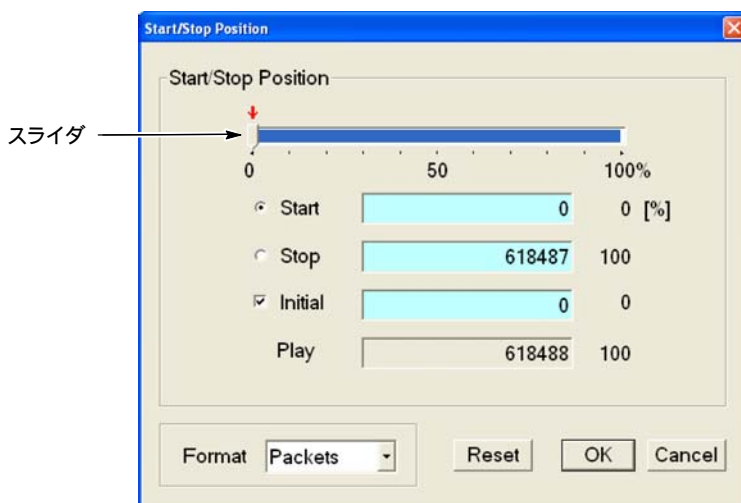 Start/Stop Position
Start/Stop Position
スライダ
0 50 100%
Start 0 0 [%]
Stop 618487 100
Initial 0 0
Play 618488 100
Format Packets Reset OK Cancel